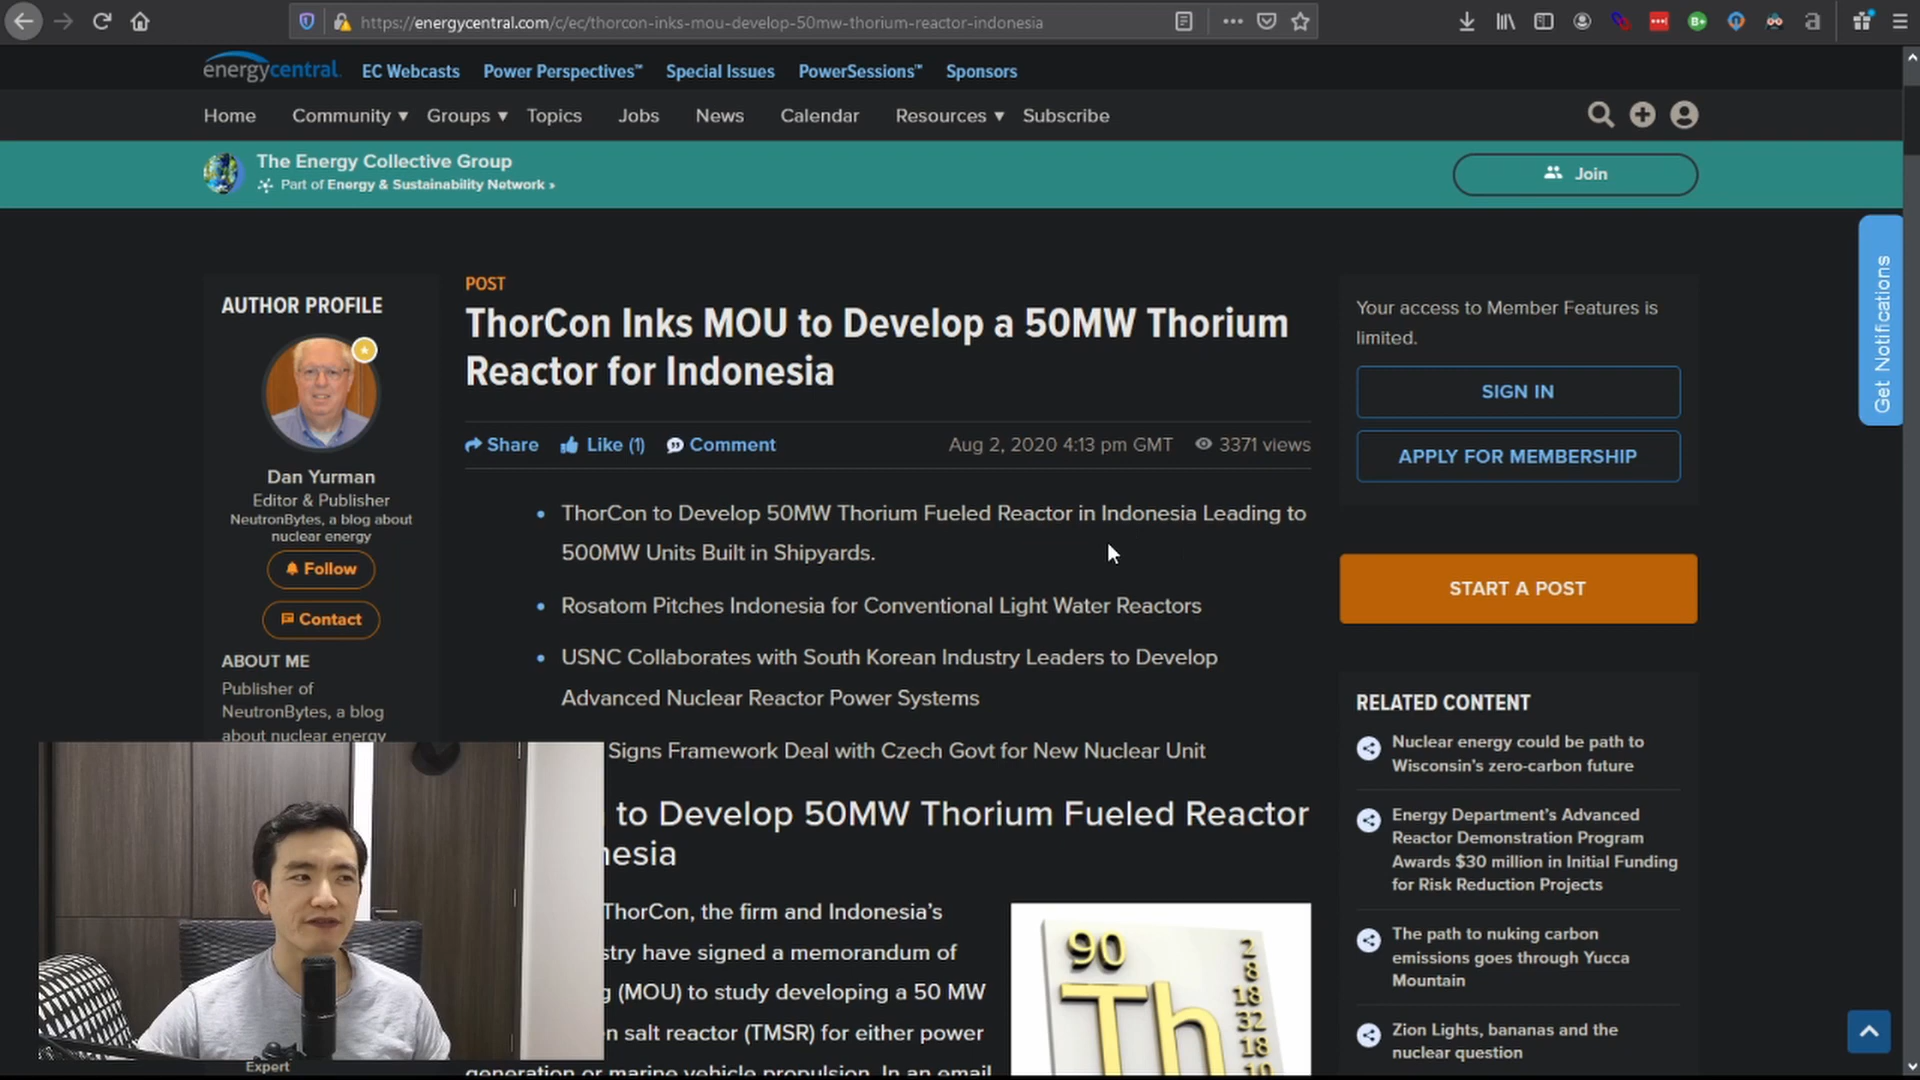 https://energycentral.com/c/ec/thorcon-inks-mou-develop-50mw-thorium-reactor-indonesia
energycentral. EC Webcasts Power Perspectives™ Special Issues PowerSessions™ Sponsors
Home Community ▾ Groups ▾ Topics Jobs News Calendar Resources ▾ Subscribe
The Energy Collective Group
Part of Energy & Sustainability Network »
Join
Get Notifications
AUTHOR PROFILE
Dan Yurman
Editor & Publisher
NeutronBytes, a blog about
nuclear energy
Follow
Contact
ABOUT ME
Publisher of
NeutronBytes, a blog
about nuclear energy
Expert
POST
ThorCon Inks MOU to Develop a 50MW Thorium
Reactor for Indonesia
Share Like (1) Comment Aug 2, 2020 4:13 pm GMT 3371 views
• ThorCon to Develop 50MW Thorium Fueled Reactor in Indonesia Leading to
500MW Units Built in Shipyards.
• Rosatom Pitches Indonesia for Conventional Light Water Reactors
• USNC Collaborates with South Korean Industry Leaders to Develop
Advanced Nuclear Reactor Power Systems
Signs Framework Deal with Czech Govt for New Nuclear Unit
to Develop 50MW Thorium Fueled Reactor
nesia
ThorCon, the firm and Indonesia's
stry have signed a memorandum of
g (MOU) to study developing a 50 MW
n salt reactor (TMSR) for either power
generation or marine vehicle propulsion. In an email
90
Th
2
8
18
32
18
10
Your access to Member Features is
limited.
SIGN IN
APPLY FOR MEMBERSHIP
START A POST
RELATED CONTENT
Nuclear energy could be path to
Wisconsin's zero-carbon future
Energy Department's Advanced
Reactor Demonstration Program
Awards $30 million in Initial Funding
for Risk Reduction Projects
The path to nuking carbon
emissions goes through Yucca
Mountain
Zion Lights, bananas and the
nuclear question